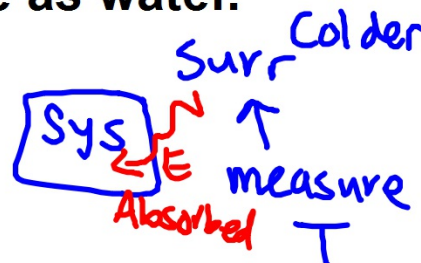 as water.
Colder
Surr
Sys
E
measure
Absorbed
T